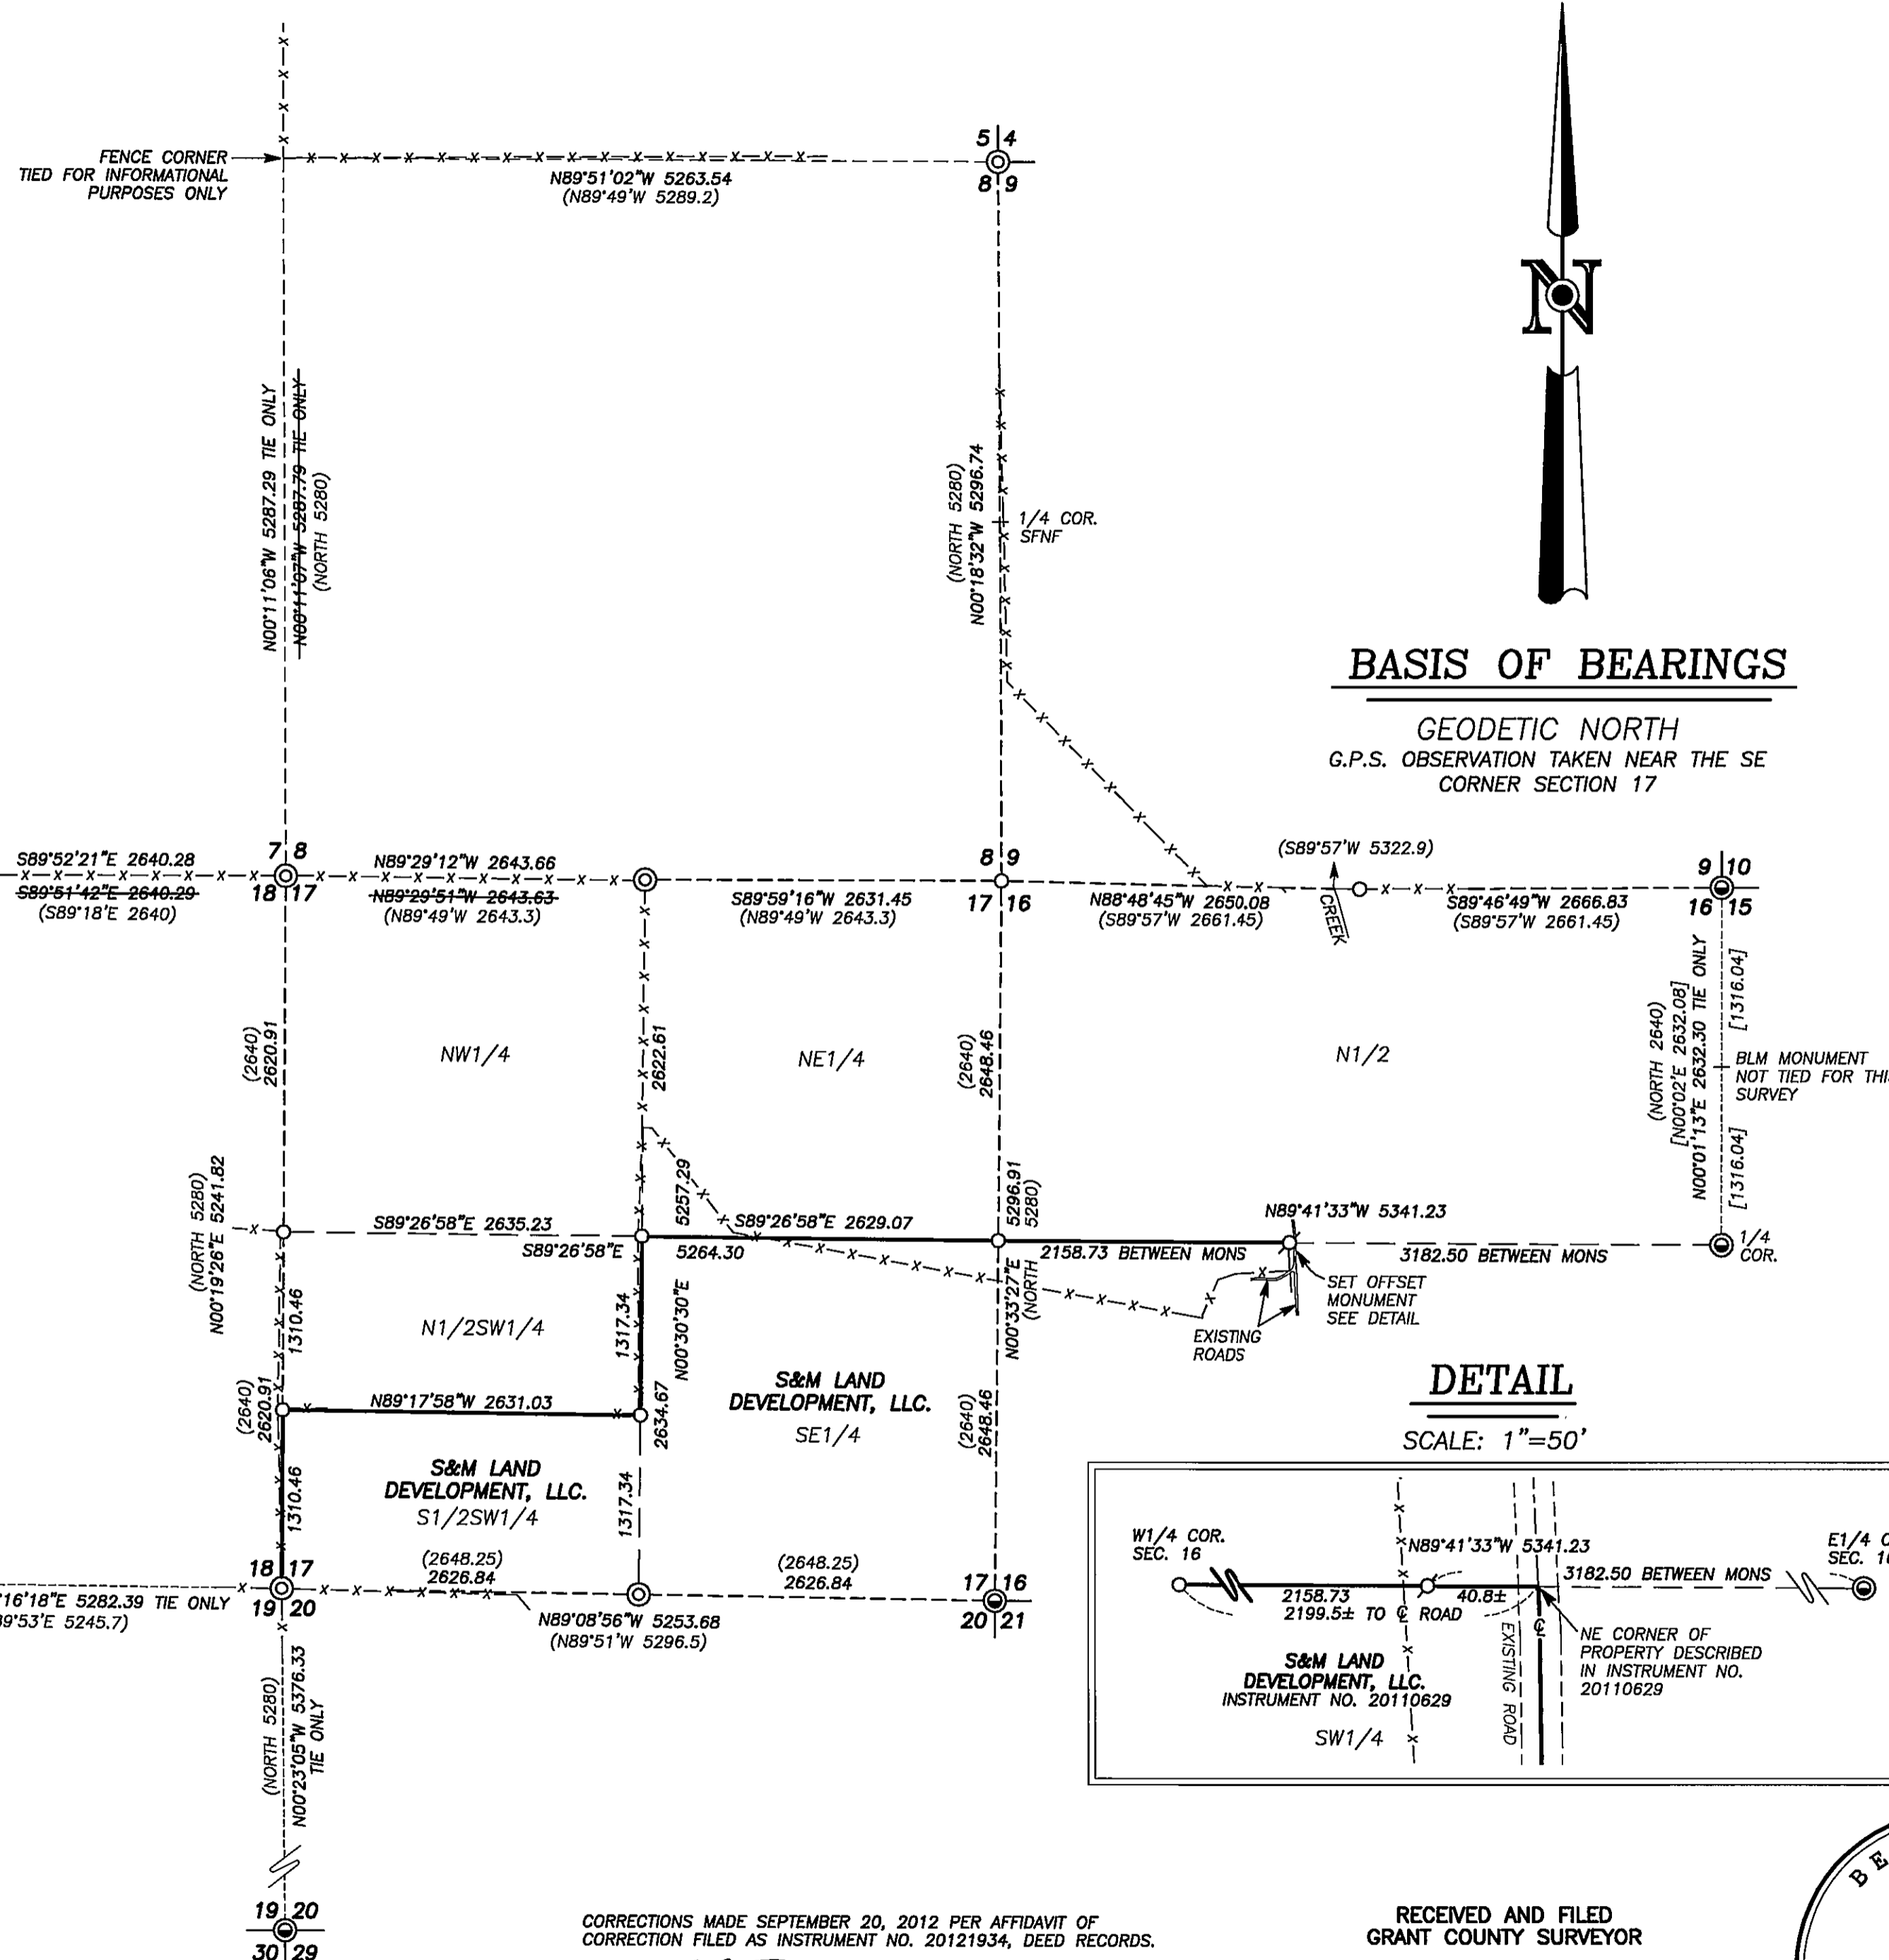 FENCE CORNER
TIED FOR INFORMATIONAL
PURPOSES ONLY
N89°51'02"W 5263.54
(N89°49'W 5289.2)
5 4
8 9
N00°11'06"W 5287.29 TIE ONLY
N00°11'07"W 5287.79 TIE ONLY
(NORTH 5280)
(NORTH 5280)
N00°18'32"W 5296.74
1/4 COR.
SFNF
N
BASIS OF BEARINGS
GEODETIC NORTH
G.P.S. OBSERVATION TAKEN NEAR THE SE
CORNER SECTION 17
S89°52'21"E 2640.28
S89°51'42"E 2640.29
(S89°18'E 2640)
7 8
18 17
N89°29'12"W 2643.66
N89°29'51"W 2643.63
(N89°49'W 2643.3)
S89°59'16"W 2631.45
(N89°49'W 2643.3)
8 9
17 16
N88°48'45"W 2650.08
(S89°57'W 2661.45)
(S89°57'W 5322.9)
CREEK
S89°46'49"W 2666.83
(S89°57'W 2661.45)
9 10
16 15
(2640)
2620.91
NW1/4
2622.61
NE1/4
(2640)
2648.46
N1/2
(NORTH 2640)
[N00°02'E 2632.08]
N00°01'13"E 2632.30 TIE ONLY
[1316.04]
[1316.04]
BLM MONUMENT
NOT TIED FOR THI
SURVEY
1/4
COR.
(NORTH 5280)
N00°19'26"E 5241.82
S89°26'58"E 2635.23
S89°26'58"E
5264.30
5257.29
S89°26'58"E 2629.07
5296.91
5280)
N00°33'27"E
(NORTH
N89°41'33"W 5341.23
2158.73 BETWEEN MONS
3182.50 BETWEEN MONS
SET OFFSET
MONUMENT
SEE DETAIL
EXISTING
ROADS
1310.46
N1/2SW1/4
1317.34
N00°30'30"E
(2640)
2620.91
N89°17'58"W 2631.03
2634.67
S&M LAND
DEVELOPMENT, LLC.
SE1/4
(2640)
2648.46
1310.46
S&M LAND
DEVELOPMENT, LLC.
S1/2SW1/4
1317.34
(2648.25)
2626.84
(2648.25)
2626.84
18 17
19 20
17 16
20 21
16'18"E 5282.39 TIE ONLY
9°53'E 5245.7)
N89°08'56"W 5253.68
(N89°51'W 5296.5)
(NORTH 5280)
N00°23'05"W 5376.33
TIE ONLY
19 20
30 29
DETAIL
SCALE: 1"=50'
W1/4 COR.
SEC. 16
N89°41'33"W 5341.23
3182.50 BETWEEN MONS
E1/4 C
SEC. 16
2158.73
40.8±
2199.5± TO ℄ ROAD
℄
EXISTING ROAD
NE CORNER OF
PROPERTY DESCRIBED
IN INSTRUMENT NO.
20110629
S&M LAND
DEVELOPMENT, LLC.
INSTRUMENT NO. 20110629
SW1/4
CORRECTIONS MADE SEPTEMBER 20, 2012 PER AFFIDAVIT OF
CORRECTION FILED AS INSTRUMENT NO. 20121934, DEED RECORDS.
RECEIVED AND FILED
GRANT COUNTY SURVEYOR
BE